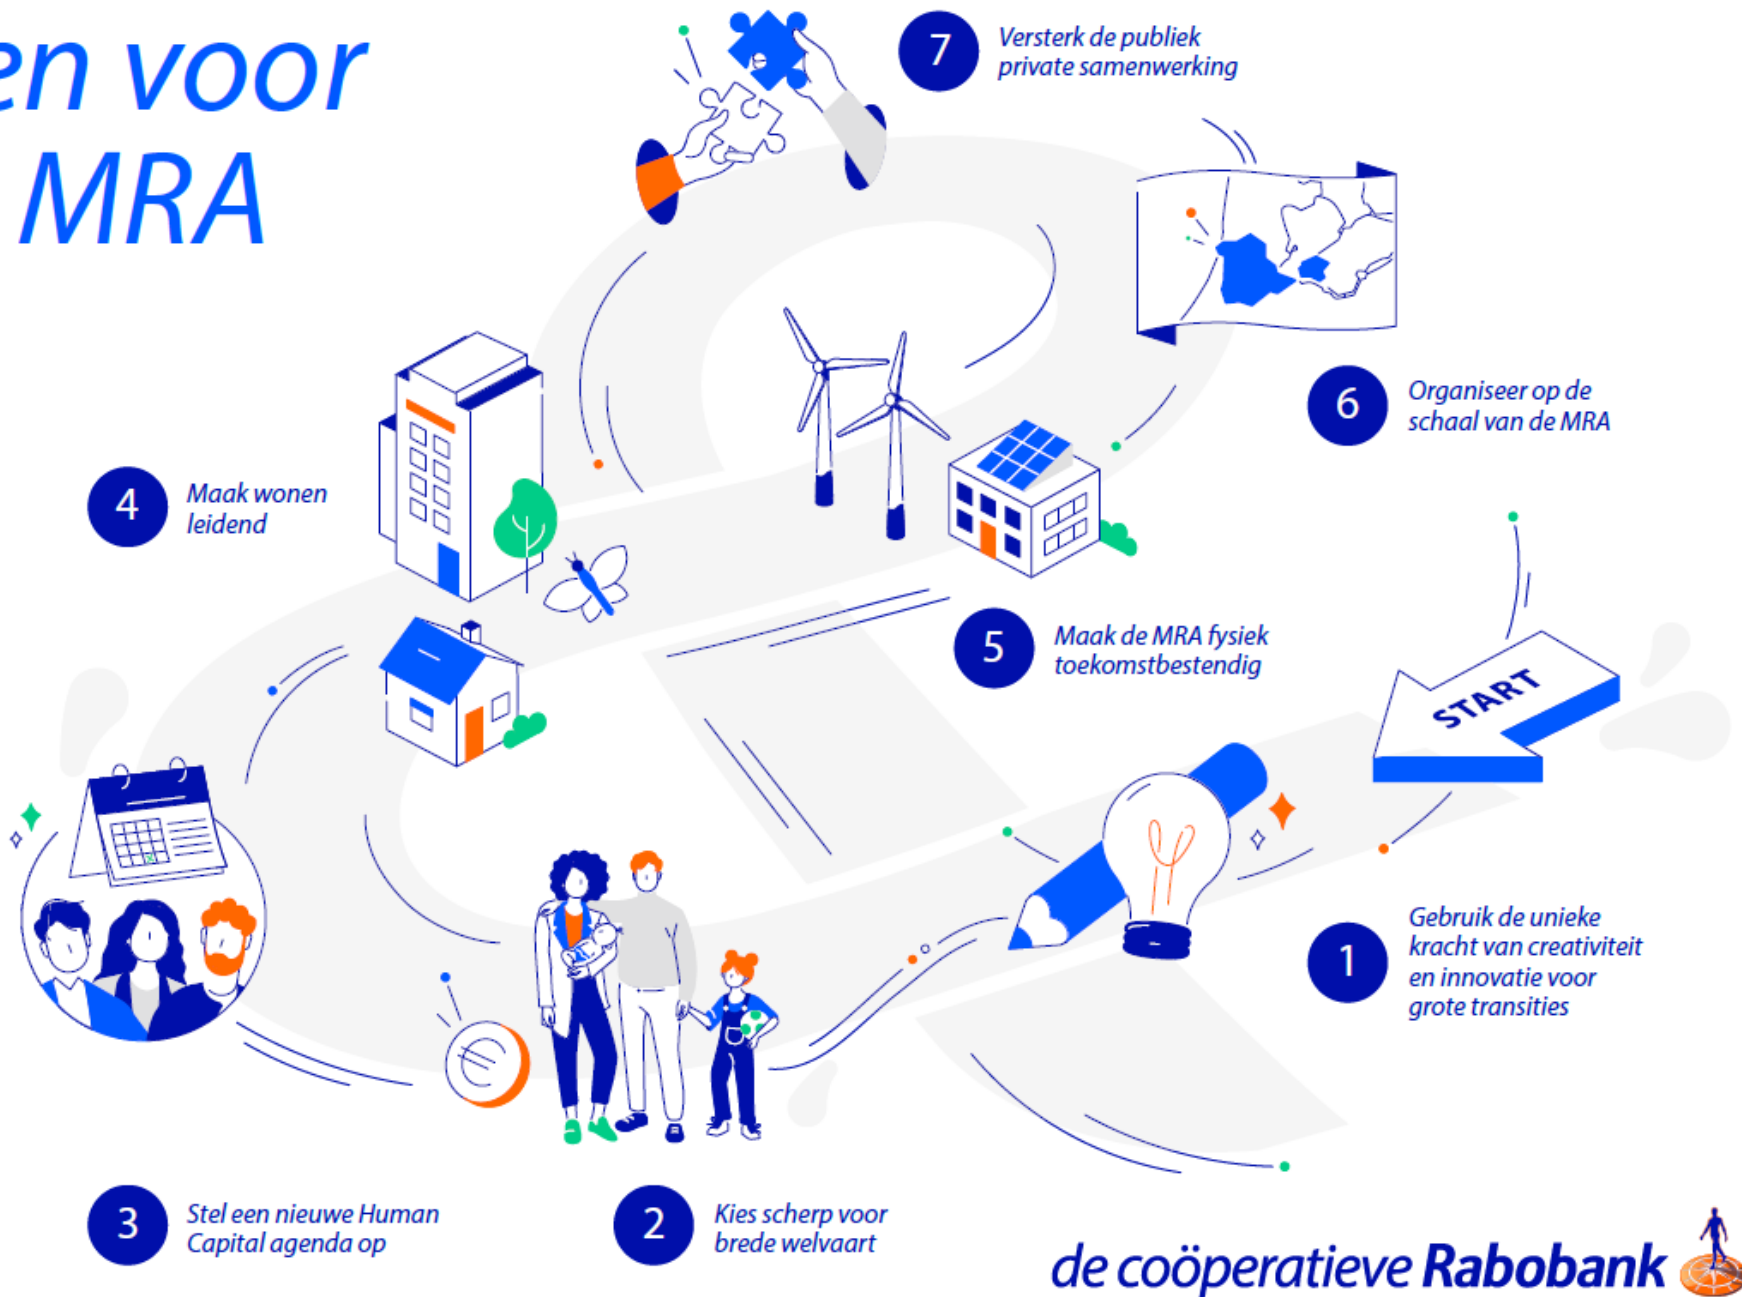 en voor
MRA
7
Versterk de publiek
private samenwerking
6
Organiseer op de
schaal van de MRA
4
Maak wonen
leidend
5
Maak de MRA fysiek
toekomstbestendig
START
1
Gebruik de unieke
kracht van creativiteit
en innovatie voor
grote transities
3
Stel een nieuwe Human
Capital agenda op
2
Kies scherp voor
brede welvaart
de coöperatieve Rabobank